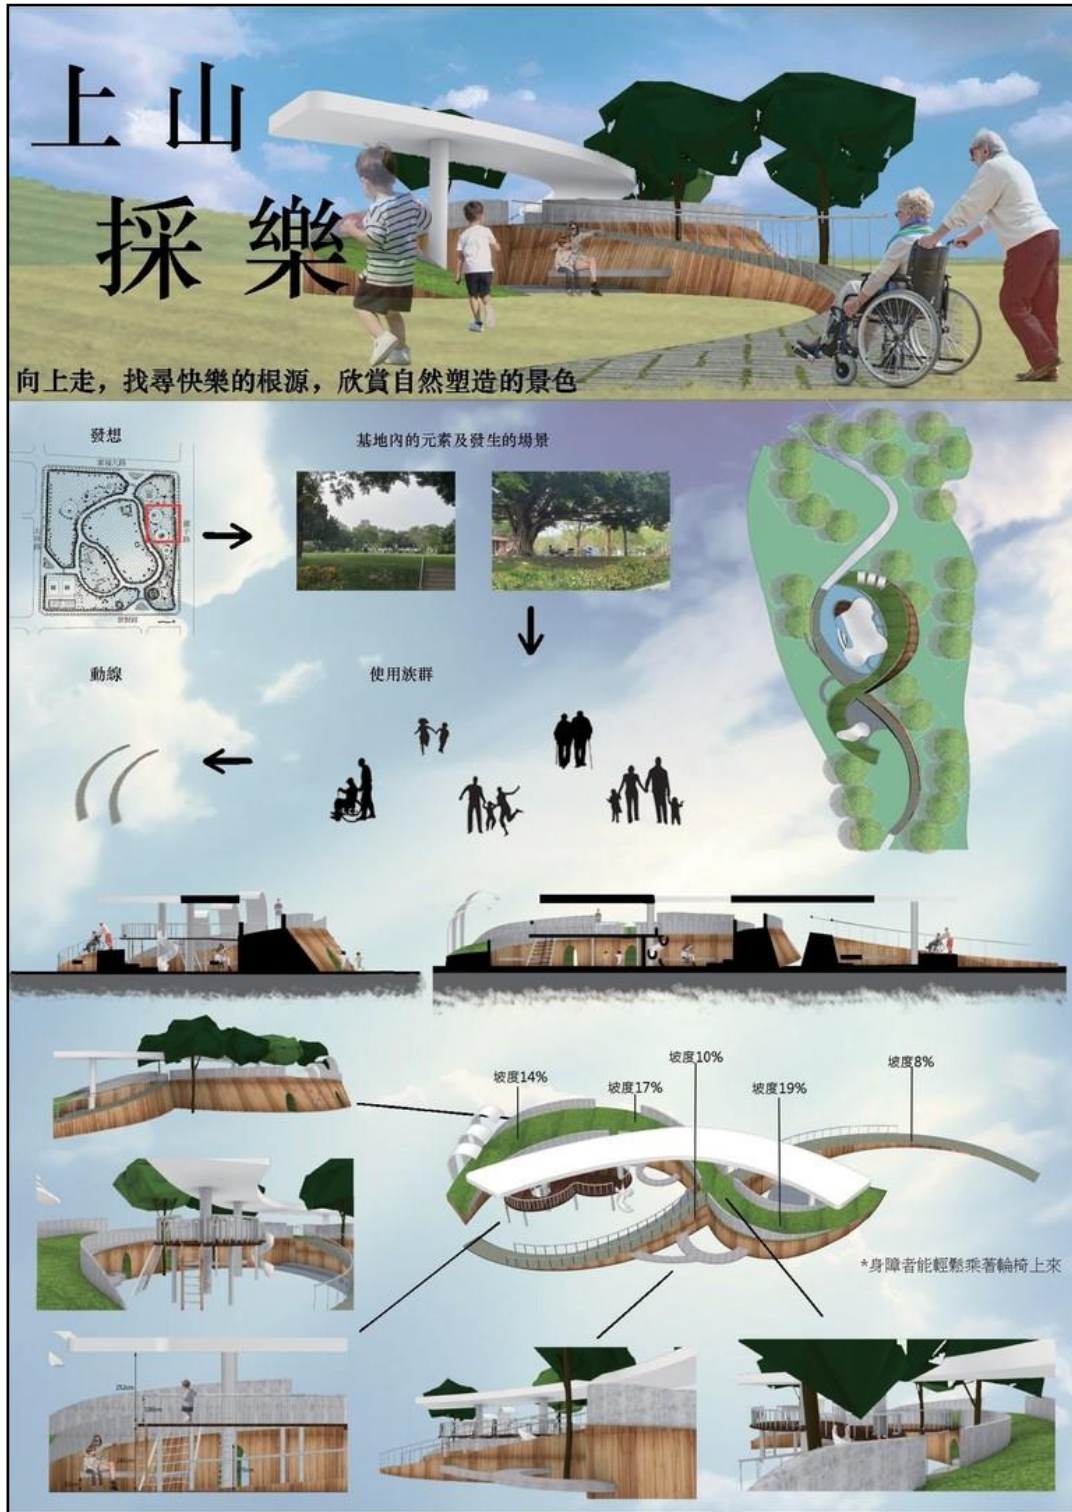 上山
採樂
向上走，找尋快樂的根源，欣賞自然塑造的景色
發想
基地內的元素及發生的場景
動線
使用族群
坡度14%
坡度17%
坡度10%
坡度19%
坡度8%
*身障者能輕鬆乘著輪椅上來